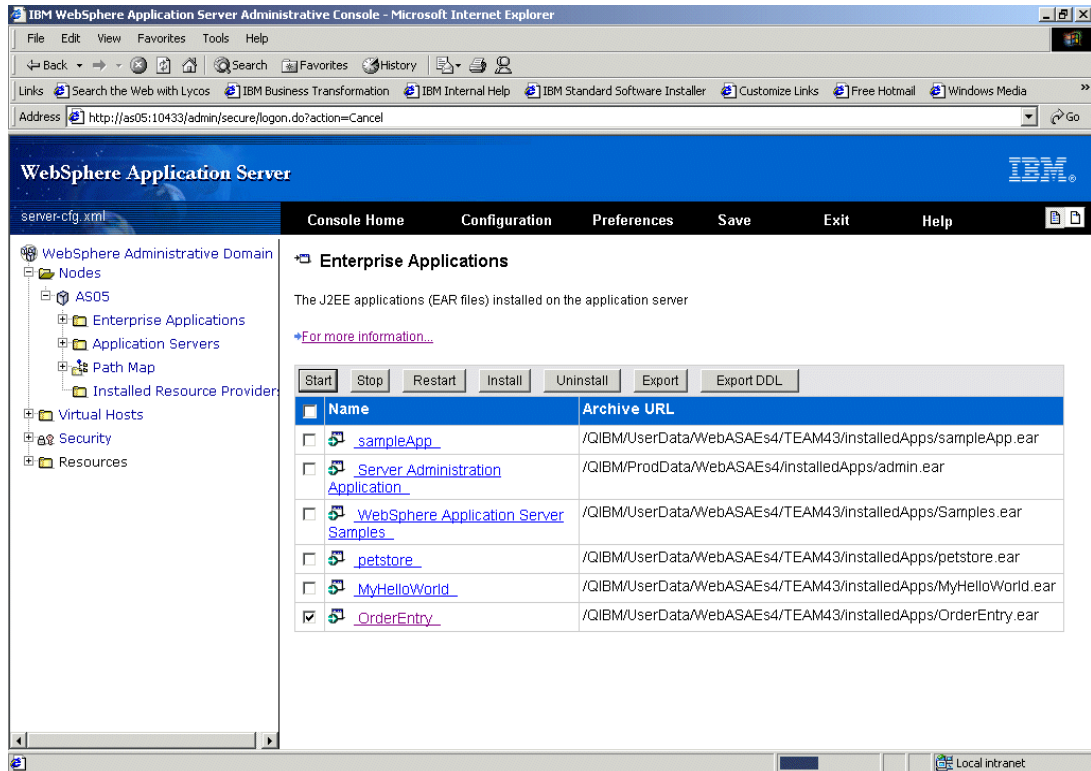 IBM WebSphere Application Server Administrative Console - Microsoft Internet Explorer
File Edit View Favorites Tools Help
Back Search Favorites History
Links Search the Web with Lycos IBM Business Transformation IBM Internal Help IBM Standard Software Installer Customize Links Free Hotmail Windows Media »
Address http://as05:10433/admin/secure/logon.do?action=Cancel Go
WebSphere Application Server IBM®
server-cfg.xml Console Home Configuration Preferences Save Exit Help
WebSphere Administrative Domain
Nodes
AS05
Enterprise Applications
Application Servers
Path Map
Installed Resource Providers
Virtual Hosts
Security
Resources
Enterprise Applications
The J2EE applications (EAR files) installed on the application server
For more information...
Start Stop Restart Install Uninstall Export Export DDL
Name Archive URL
sampleApp /QIBM/UserData/WebASAEs4/TEAM43/installedApps/sampleApp.ear
Server Administration /QIBM/ProdData/WebASAEs4/installedApps/admin.ear
Application
WebSphere Application Server /QIBM/UserData/WebASAEs4/TEAM43/installedApps/Samples.ear
Samples
petstore /QIBM/UserData/WebASAEs4/TEAM43/installedApps/petstore.ear
MyHelloWorld /QIBM/UserData/WebASAEs4/TEAM43/installedApps/MyHelloWorld.ear
OrderEntry /QIBM/UserData/WebASAEs4/TEAM43/installedApps/OrderEntry.ear
Local intranet